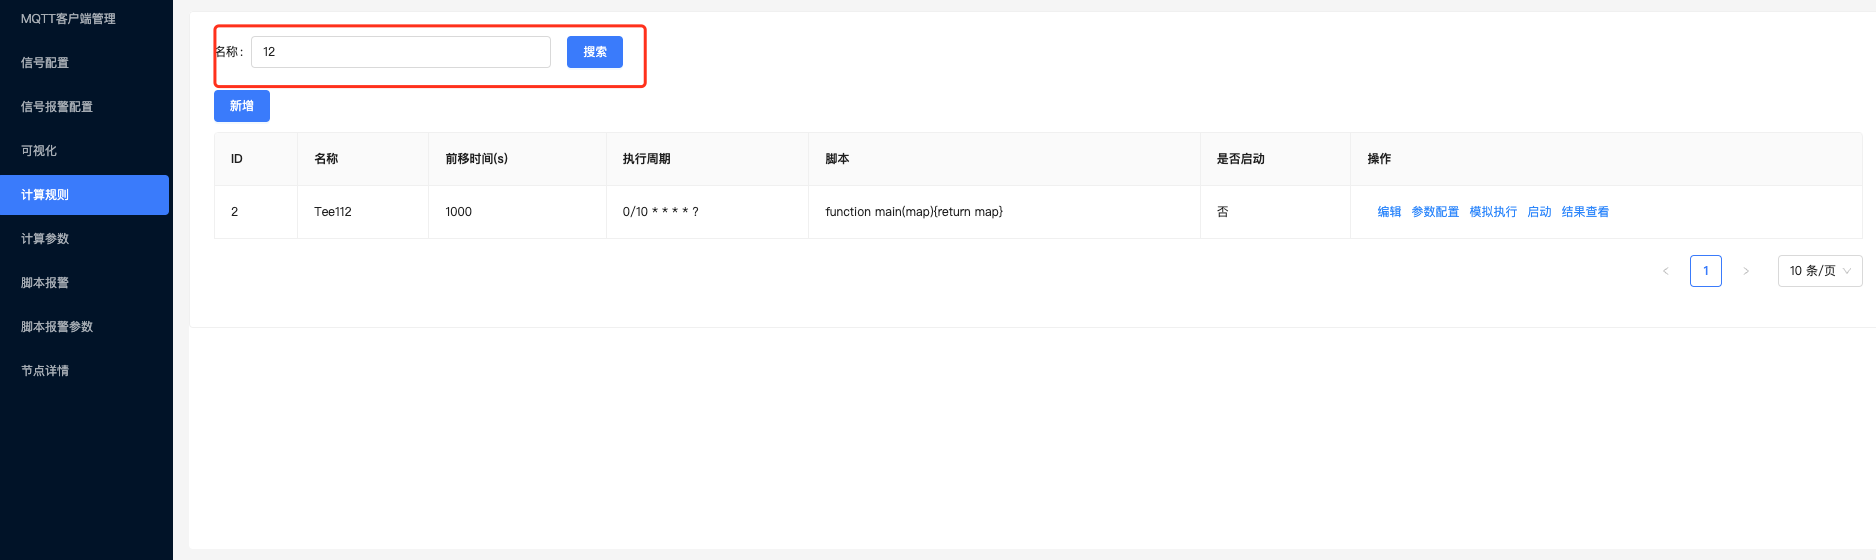 MQTT客户端管理
信号配置
信号报警配置
可视化
计算规则
计算参数
脚本报警
脚本报警参数
节点详情
名称： 12 搜索
新增
ID 名称 前移时间(s) 执行周期 脚本 是否启动 操作
2 Tee112 1000 0/10 * * * * ? function main(map){return map} 否 编辑 参数配置 模拟执行 启动 结果查看
< 1 > 10 条/页